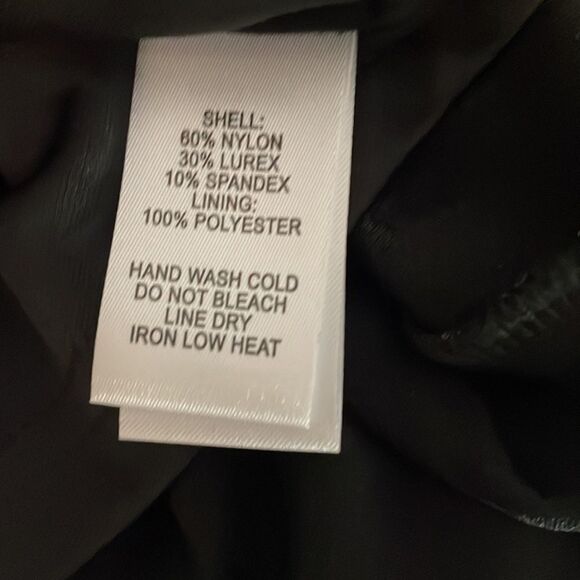 SHELL:
60% NYLON
30% LUREX
10% SPANDEX
LINING:
100% POLYESTER
HAND WASH COLD
DO NOT BLEACH
LINE DRY
IRON LOW HEAT